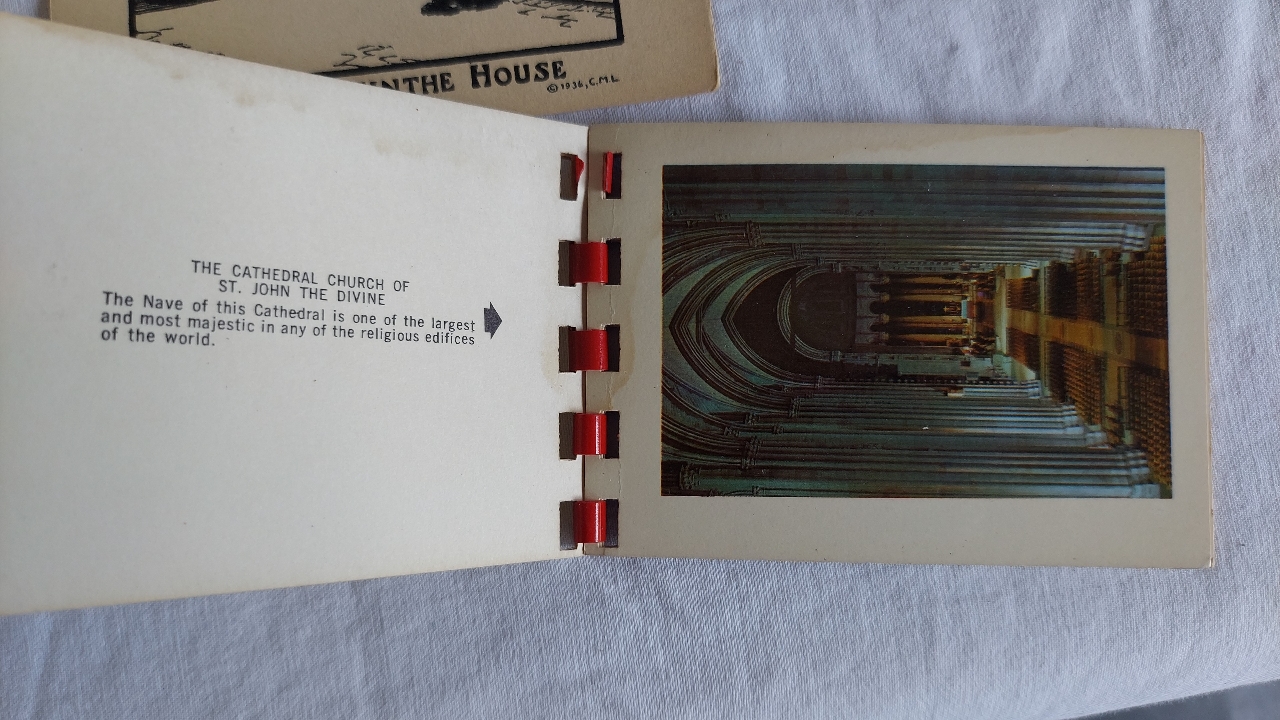 THE HOUSE
© 1936, C.M.L.
THE CATHEDRAL CHURCH OF
ST. JOHN THE DIVINE
The Nave of this Cathedral is one of the largest
and most majestic in any of the religious edifices
of the world.